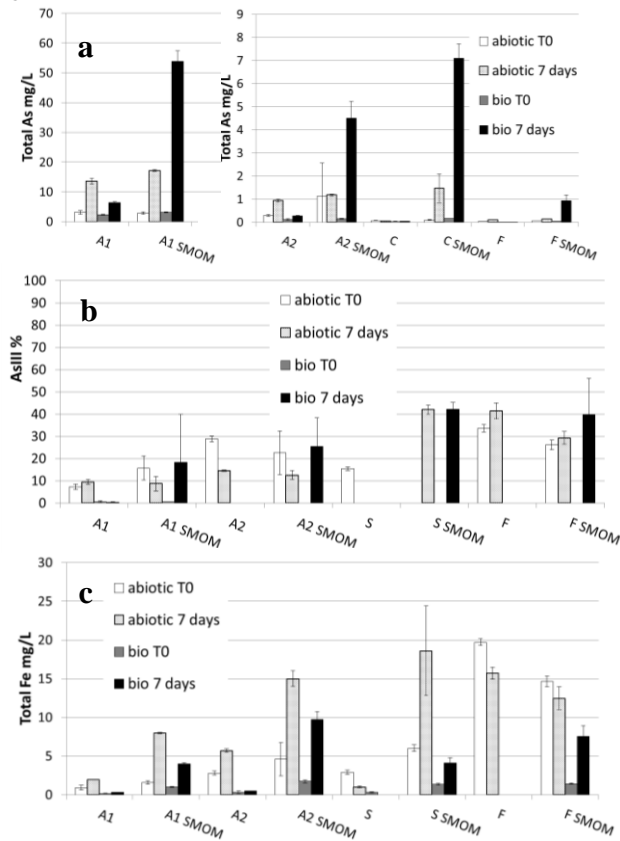 a
Total As mg/L
70
60
50
40
30
20
10
0
A1
A1 SMOM
Total As mg/L
9
8
7
6
5
4
3
2
1
0
abiotic T0
abiotic 7 days
bio T0
bio 7 days
A2
A2 SMOM
C
C SMOM
F
F SMOM
b
AsIII %
100
90
80
70
60
50
40
30
20
10
0
abiotic T0
abiotic 7 days
bio T0
bio 7 days
A1
A1 SMOM
A2
A2 SMOM
S
S SMOM
F
F SMOM
c
Total Fe mg/L
30
25
20
15
10
5
0
abiotic T0
abiotic 7 days
bio T0
bio 7 days
A1
A1 SMOM
A2
A2 SMOM
S
S SMOM
F
F SMOM